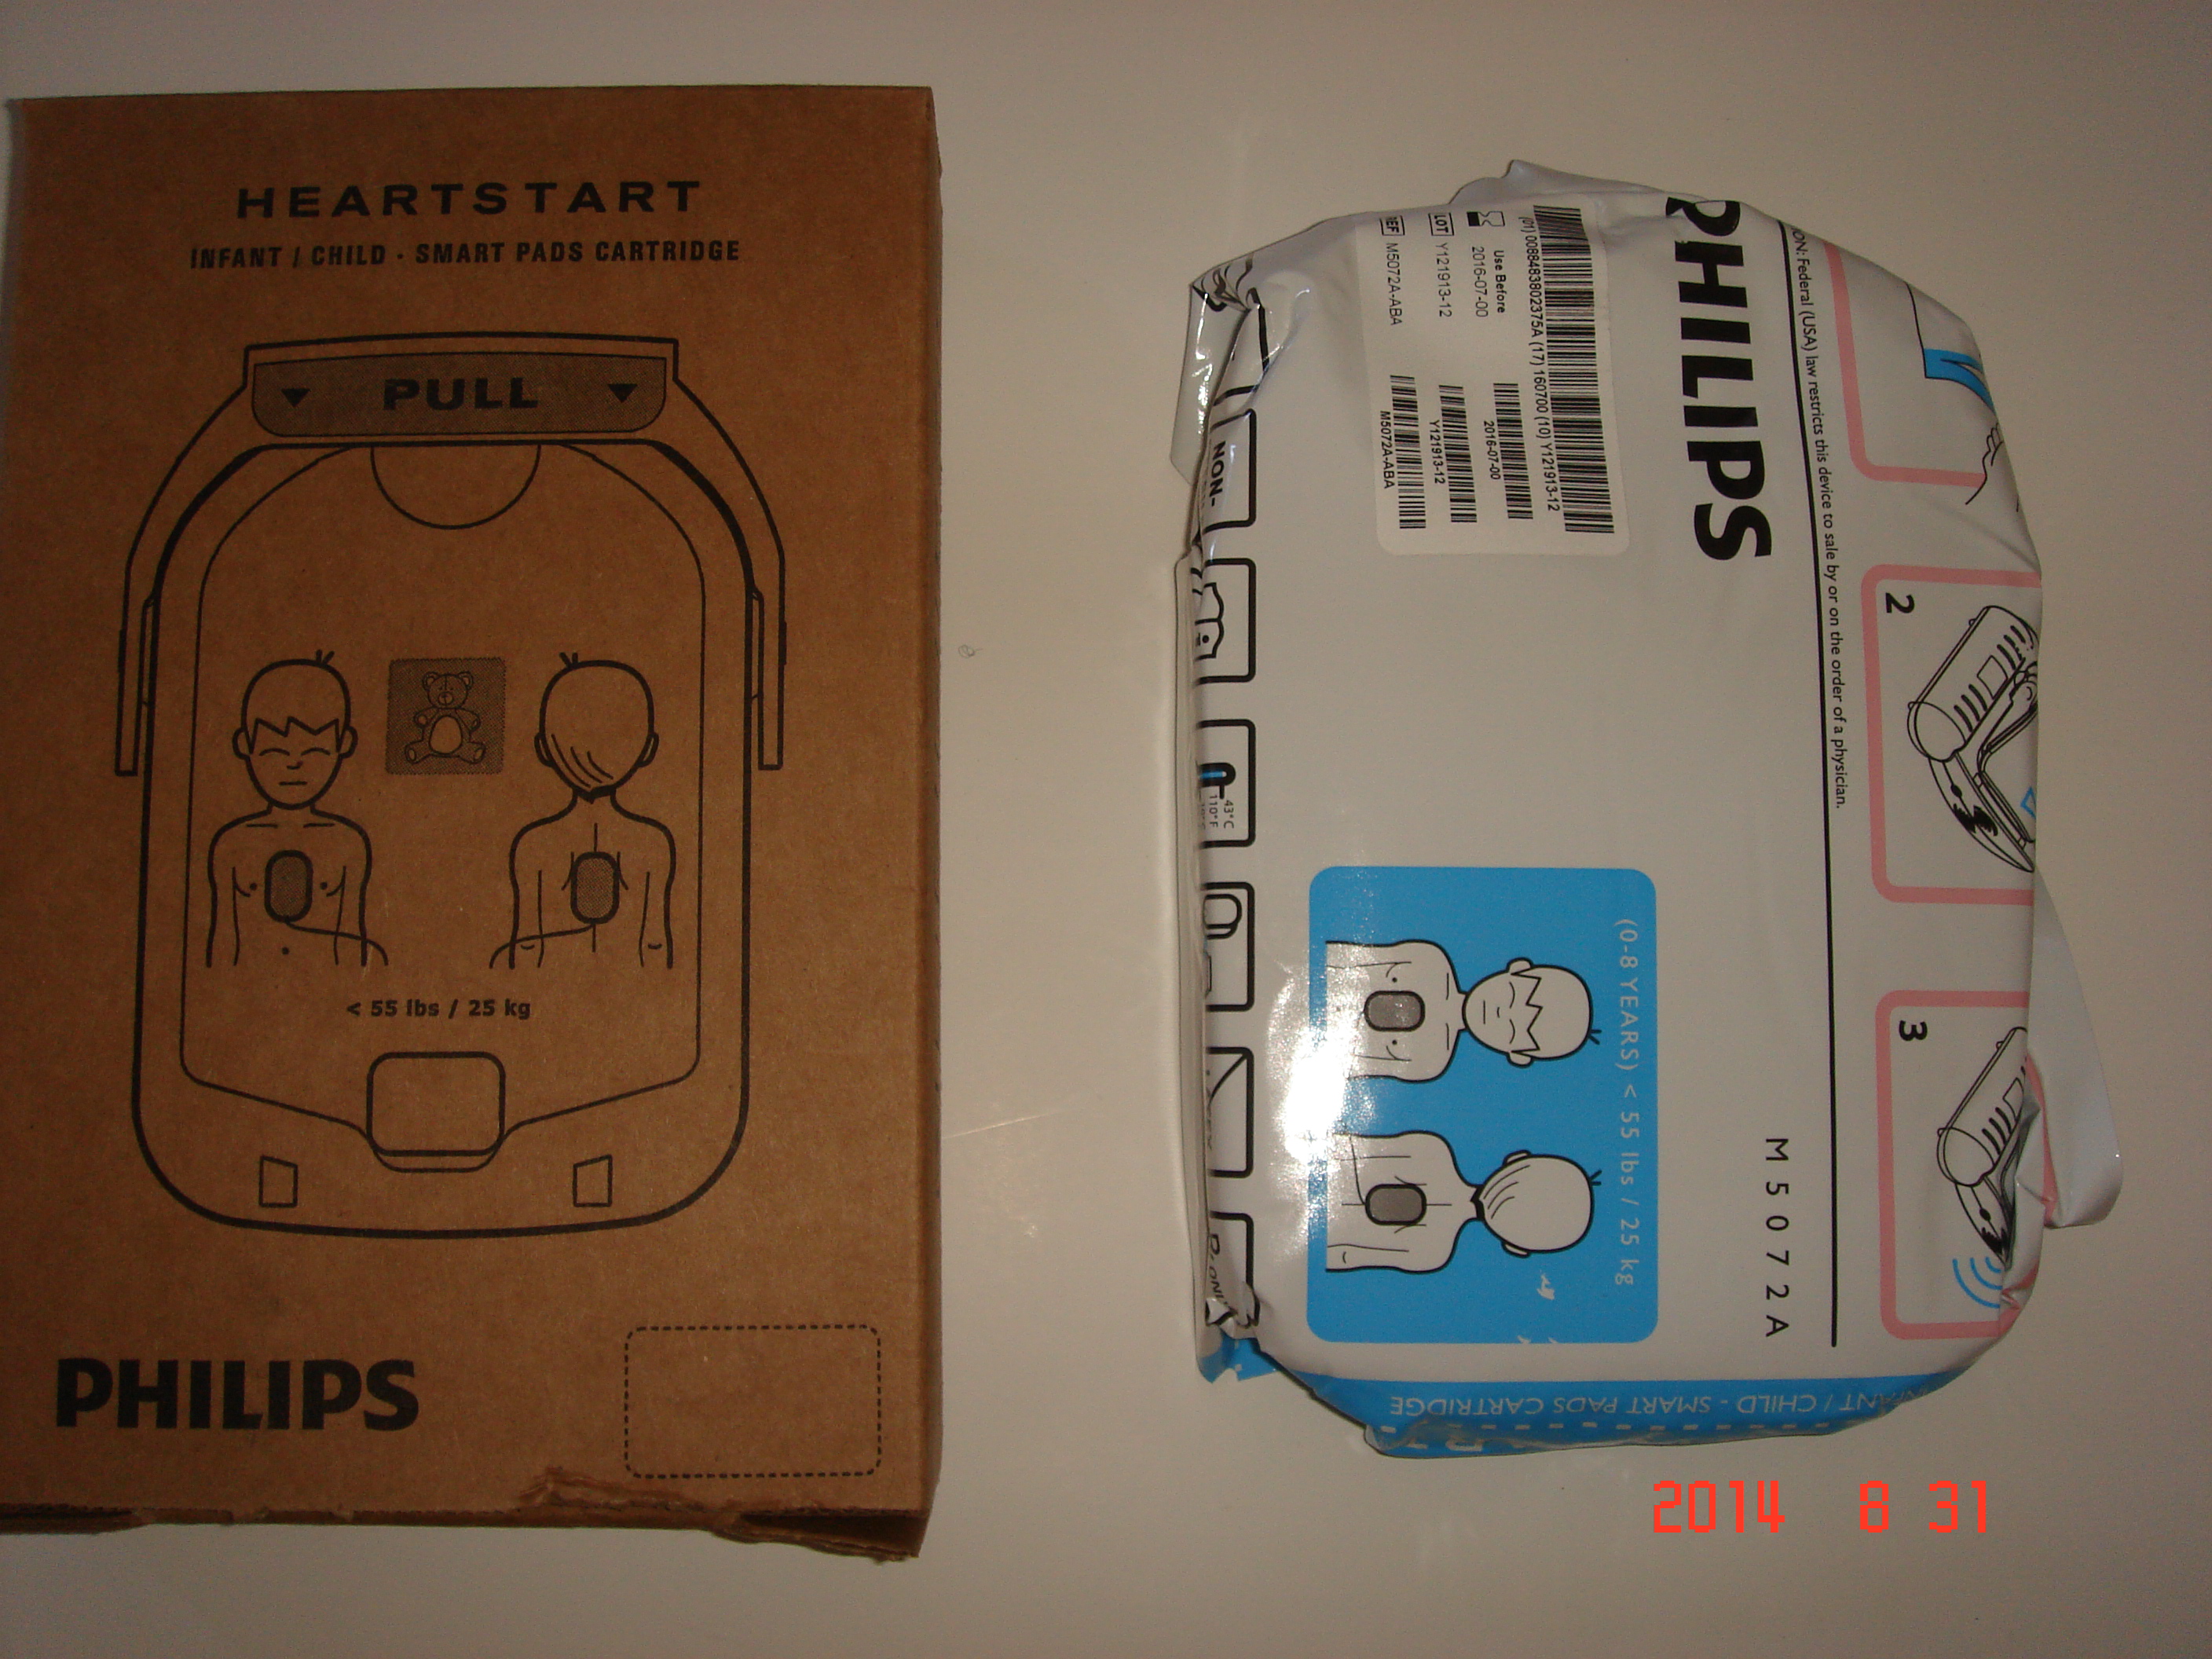 HEARTSTART
INFANT / CHILD · SMART PADS CARTRIDGE
PULL
< 55 lbs / 25 kg
PHILIPS
PHILIPS
(01) 0088483802375A (17) 160700 (10) Y121913-12
Use Before
2016-07-00
2016-07-00
LOT Y121913-12
Y121913-12
REF M5072A-ABA
M5072A-ABA
ON: Federal (USA) law restricts this device to sale by or on the order of a physician.
2
3
M5072A
(0-8 YEARS) < 55 lbs / 25 kg
NON-
43°C
110°F
INFANT / CHILD - SMART PADS CARTRIDGE
2014 8 31